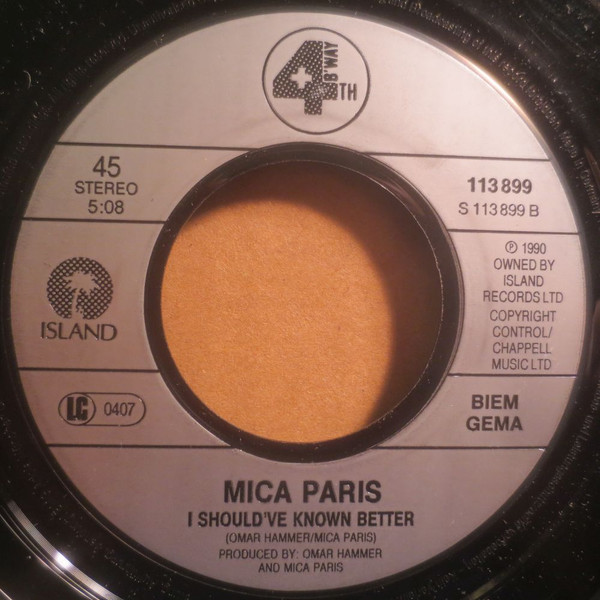 4TH B'WAY
45
STEREO
5:08
113 899
S 113 899 B
ISLAND
℗ 1990
OWNED BY
ISLAND
RECORDS LTD
COPYRIGHT
CONTROL/
CHAPPELL
MUSIC LTD
LC 0407
BIEM
GEMA
MICA PARIS
I SHOULD'VE KNOWN BETTER
(OMAR HAMMER/MICA PARIS)
PRODUCED BY: OMAR HAMMER
AND MICA PARIS